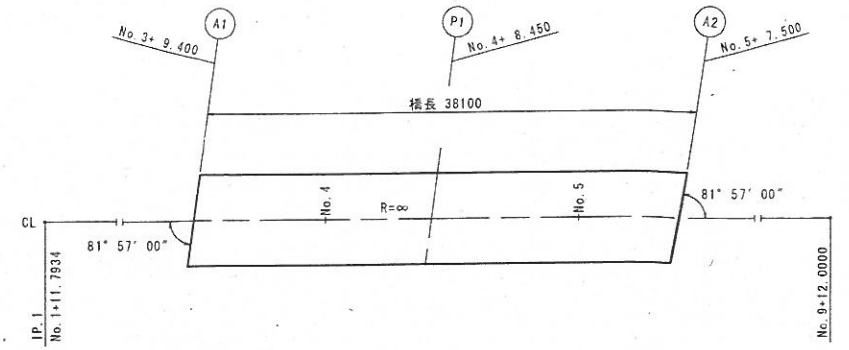 A1
P1
A2
No. 3+ 9.400
No. 4+ 8.450
No. 5+ 7.500
橋長 38100
No. 4
R=∞
No. 5
81° 57′ 00″
CL
81° 57′ 00″
IP. 1
No. 1+11.7934
No. 9+12.0000